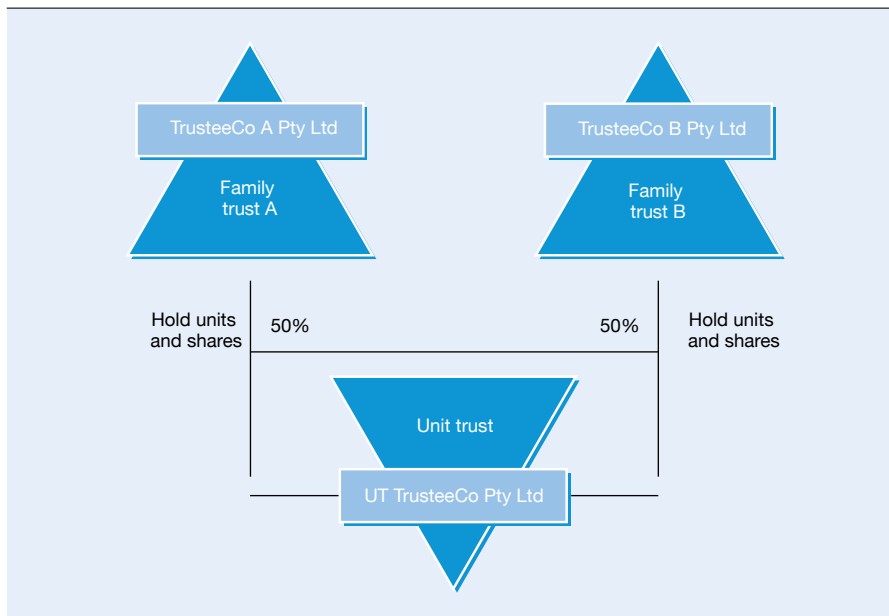 TrusteeCo A Pty Ltd
TrusteeCo B Pty Ltd
Family
trust A
Family
trust B
Hold units
and shares
50%
50%
Hold units
and shares
Unit trust
UT TrusteeCo Pty Ltd